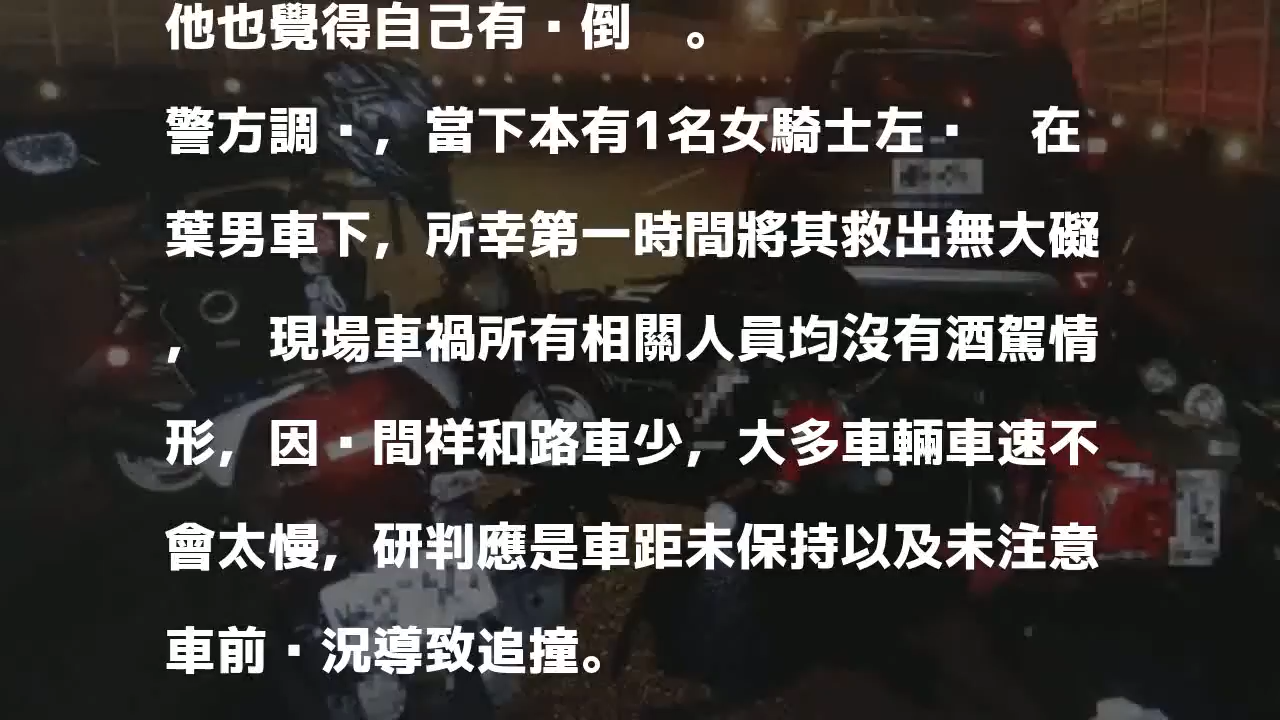 他也覺得自己有▪倒　。
警方調▪，當下本有1名女騎士左▪　在
葉男車下，所幸第一時間將其救出無大礙
，　現場車禍所有相關人員均沒有酒駕情
形，因▪間祥和路車少，大多車輛車速不
會太慢，研判應是車距未保持以及未注意
車前▪況導致追撞。